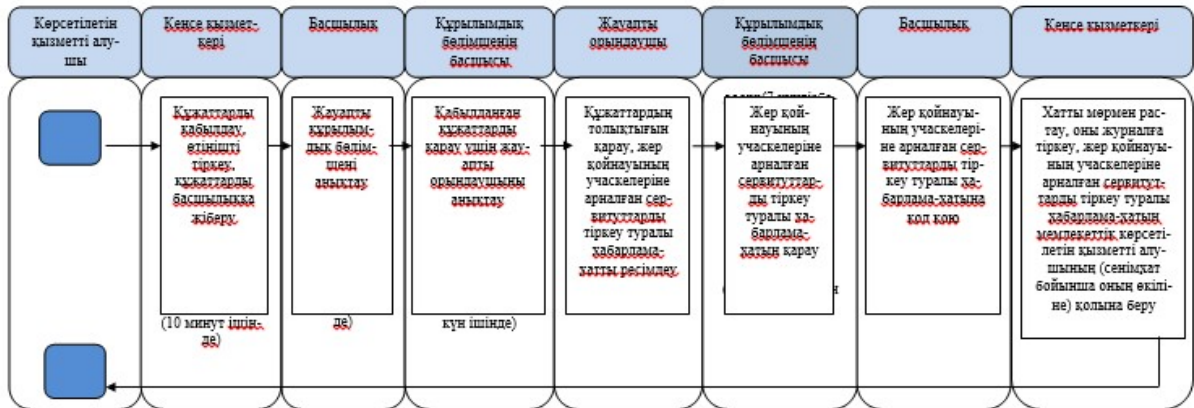 Көрсетілетін
қызметті алу-
шы
Кеңсе қызмет-
кері
Басшылық
Құрылымдық
бөлімшенің
басшысы
Жауапты
орындаушы
Құрылымдық
бөлімшенің
басшысы
Басшылық
Кеңсе қызметкері
Құжаттарды
қабылдау,
өтінішті
тіркеу,
құжаттарды
басшылыққа
жіберу
(10 минут ішін-
де)
Жауапты
құрылым-
дық бөлім-
шені
анықтау
де)
Қабылданған
құжаттарды
қарау үшін жау-
апты
орындаушыны
анықтау
күн ішінде)
Құжаттардың
толықтығын
қарау, жер
қойнауының
учаскелеріне
арналған сер-
витуттарды
тіркеу туралы
хабарлама-
хатты ресімдеу
Жер қой-
науының
учаскелеріне
арналған
сервитуттар-
ды тіркеу
туралы ха-
барлама-
хатын қарау
Жер қойнауы-
ның учаскелері-
не арналған сер-
витуттарды тір-
кеу туралы ха-
барлама-хатына
қол қою
Хатты мөрмен рас-
тау, оны журналға
тіркеу, жер қойнауы-
ның учаскелеріне
арналған сервитут-
тарды тіркеу туралы
хабарлама-хатын
мемлекеттік көрсеті-
летін қызметті алу-
шының (сенімхат
бойынша оның өкілі-
не) қолына беру